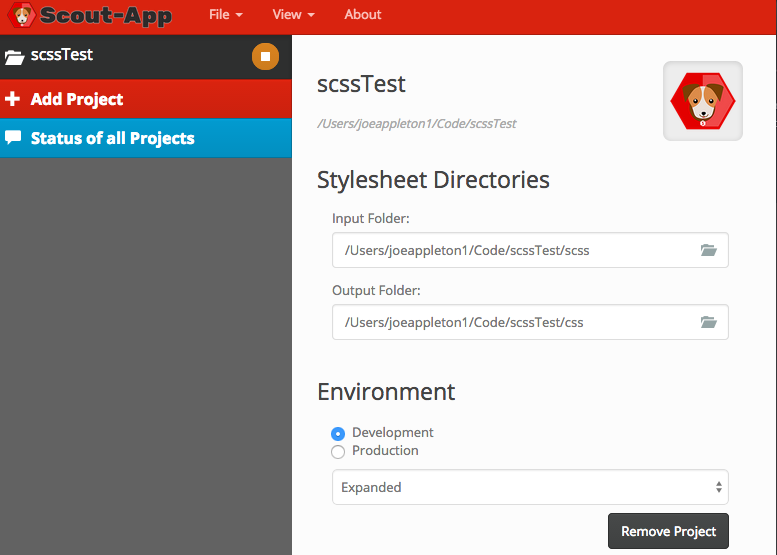 Scout-App File View About
scssTest
Add Project
Status of all Projects
scssTest
/Users/joeappleton1/Code/scssTest
Stylesheet Directories
Input Folder:
/Users/joeappleton1/Code/scssTest/scss
Output Folder:
/Users/joeappleton1/Code/scssTest/css
Environment
Development
Production
Expanded
Remove Project